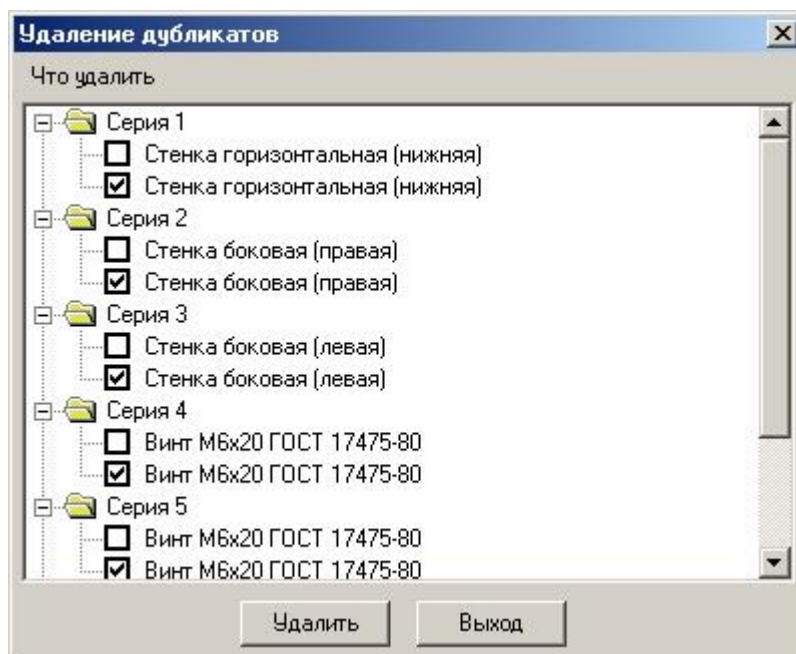 Удаление дубликатов
Что удалить
Серия 1
Стенка горизонтальная (нижняя)
Стенка горизонтальная (нижняя)
Серия 2
Стенка боковая (правая)
Стенка боковая (правая)
Серия 3
Стенка боковая (левая)
Стенка боковая (левая)
Серия 4
Винт М6х20 ГОСТ 17475-80
Винт М6х20 ГОСТ 17475-80
Серия 5
Винт М6х20 ГОСТ 17475-80
Винт М6х20 ГОСТ 17475-80
Удалить Выход